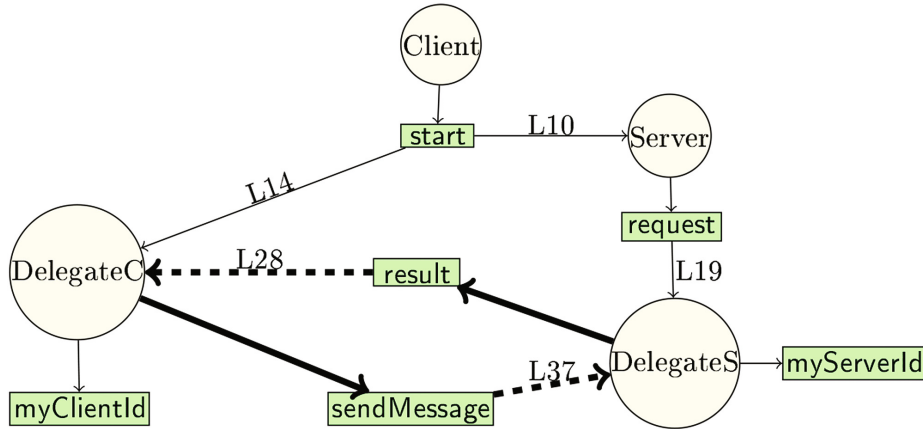 Client
start
L10
Server
L14
request
DelegateC
L28
result
L19
DelegateS
myServerId
L37
myClientId
sendMessage